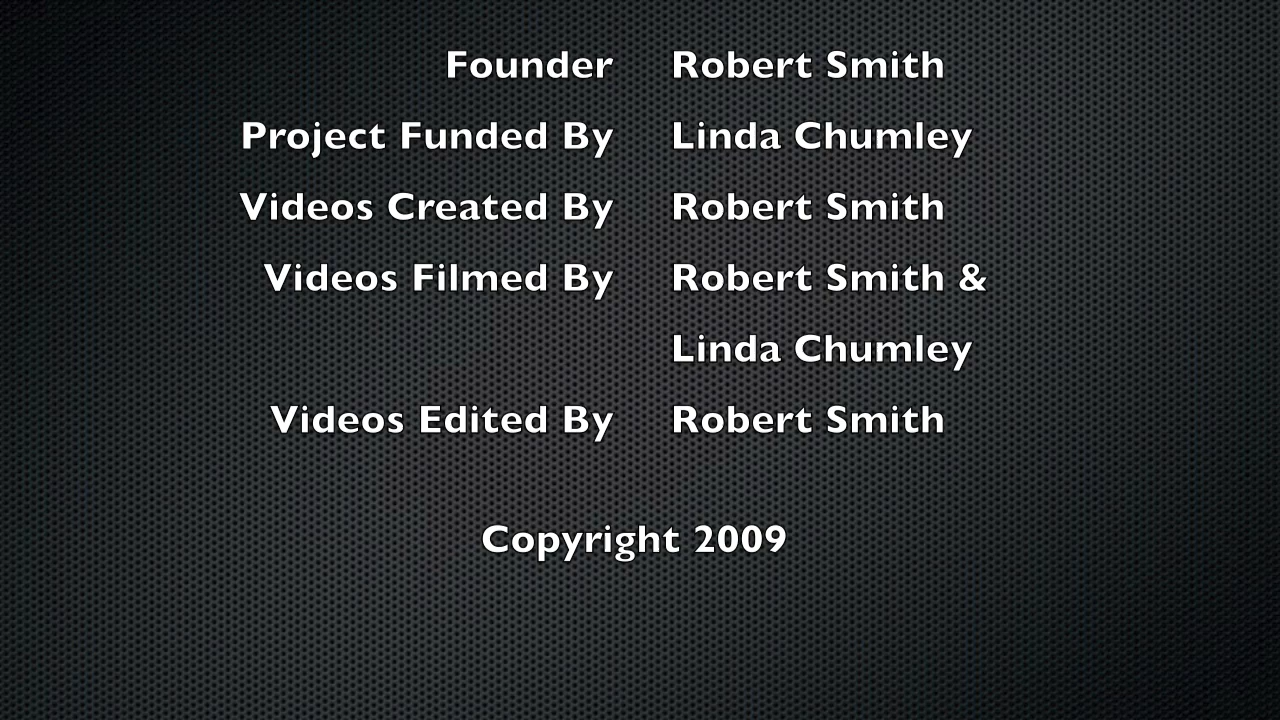 Founder Robert Smith
Project Funded By Linda Chumley
Videos Created By Robert Smith
Videos Filmed By Robert Smith &
Linda Chumley
Videos Edited By Robert Smith
Copyright 2009